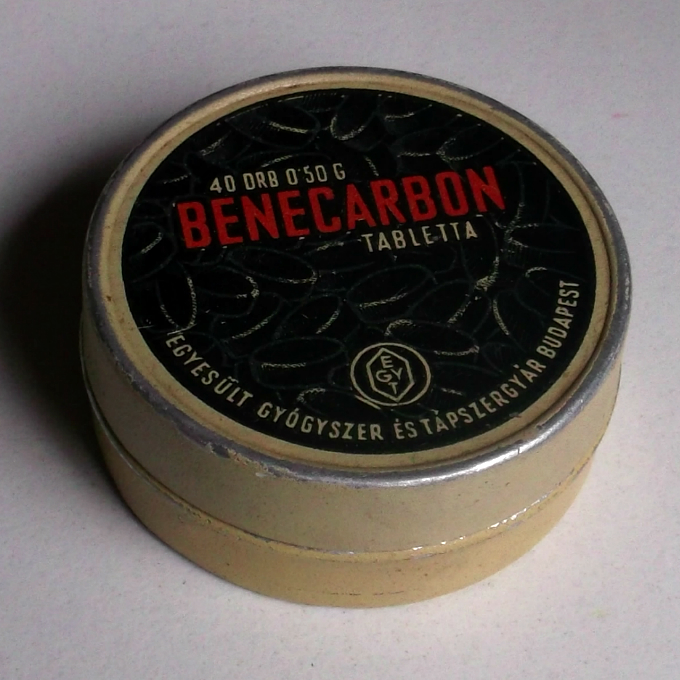 40 DRB 0'50 G
BENECARBON
TABLETTA
EGYT
EGYESÜLT GYÓGYSZER ÉS TÁPSZERGYÁR BUDAPEST